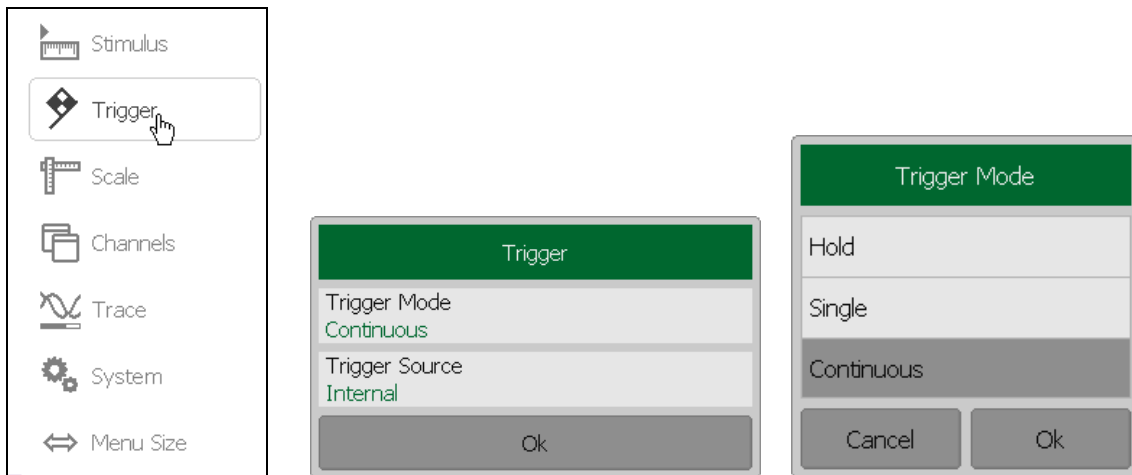 Stimulus
Trigger
Scale
Channels
Trace
System
Menu Size
Trigger
Trigger Mode
Continuous
Trigger Source
Internal
Ok
Trigger Mode
Hold
Single
Continuous
Cancel
Ok